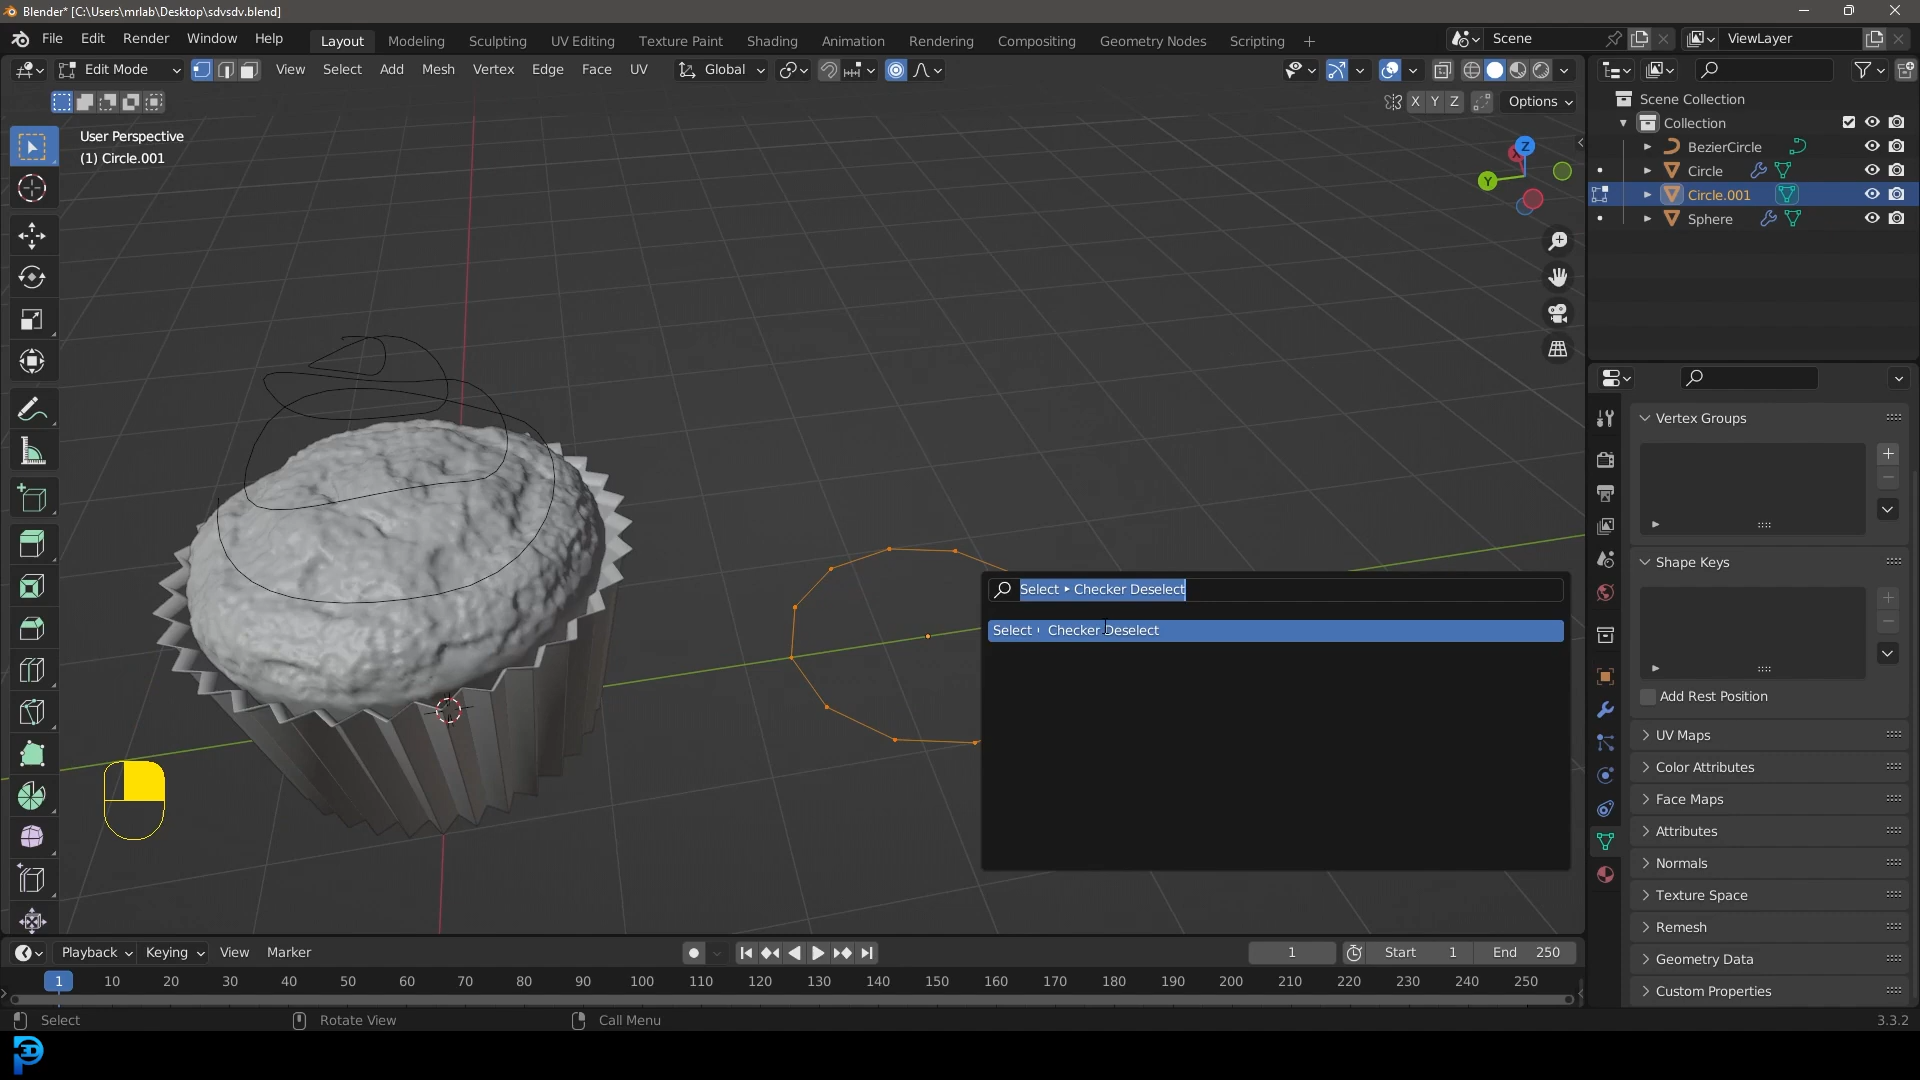 Blender* [C:\Users\mrlab\Desktop\sdvsdv.blend]
File Edit Render Window Help
Layout Modeling Sculpting UV Editing Texture Paint Shading Animation Rendering Compositing Geometry Nodes Scripting +
Scene
ViewLayer
Edit Mode View Select Add Mesh Vertex Edge Face UV Global
X Y Z Options
User Perspective
(1) Circle.001
Z
X
Y
Scene Collection
Collection
BezierCircle
Circle
Circle.001
Sphere
Select ▸ Checker Deselect
Select Checker Deselect
Vertex Groups
Shape Keys
Add Rest Position
UV Maps
Color Attributes
Face Maps
Attributes
Normals
Texture Space
Remesh
Geometry Data
Custom Properties
Playback Keying View Marker
1 Start 1 End 250
1 10 20 30 40 50 60 70 80 90 100 110 120 130 140 150 160 170 180 190 200 210 220 230 240 250
Select Rotate View Call Menu
3.3.2
P3D